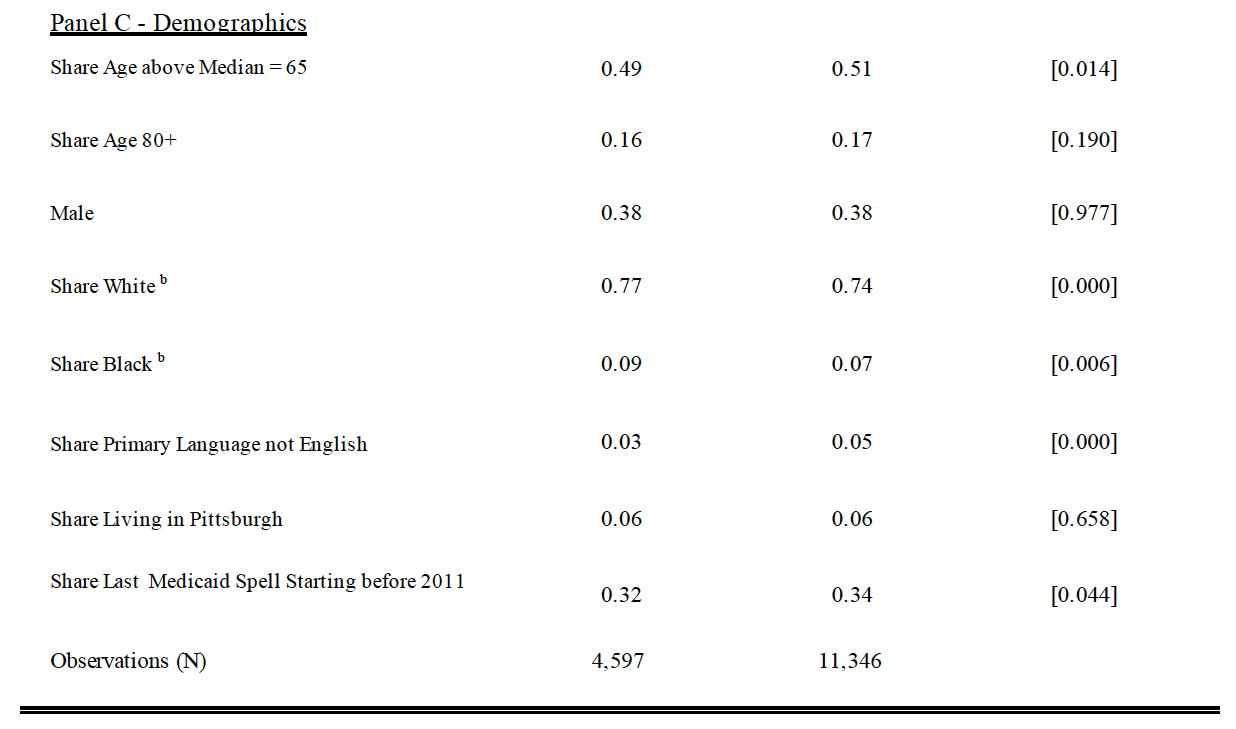 Panel C - Demographics
Share Age above Median = 65 0.49 0.51 [0.014]
Share Age 80+ 0.16 0.17 [0.190]
Male 0.38 0.38 [0.977]
Share White b 0.77 0.74 [0.000]
Share Black b 0.09 0.07 [0.006]
Share Primary Language not English 0.03 0.05 [0.000]
Share Living in Pittsburgh 0.06 0.06 [0.658]
Share Last Medicaid Spell Starting before 2011 0.32 0.34 [0.044]
Observations (N) 4,597 11,346